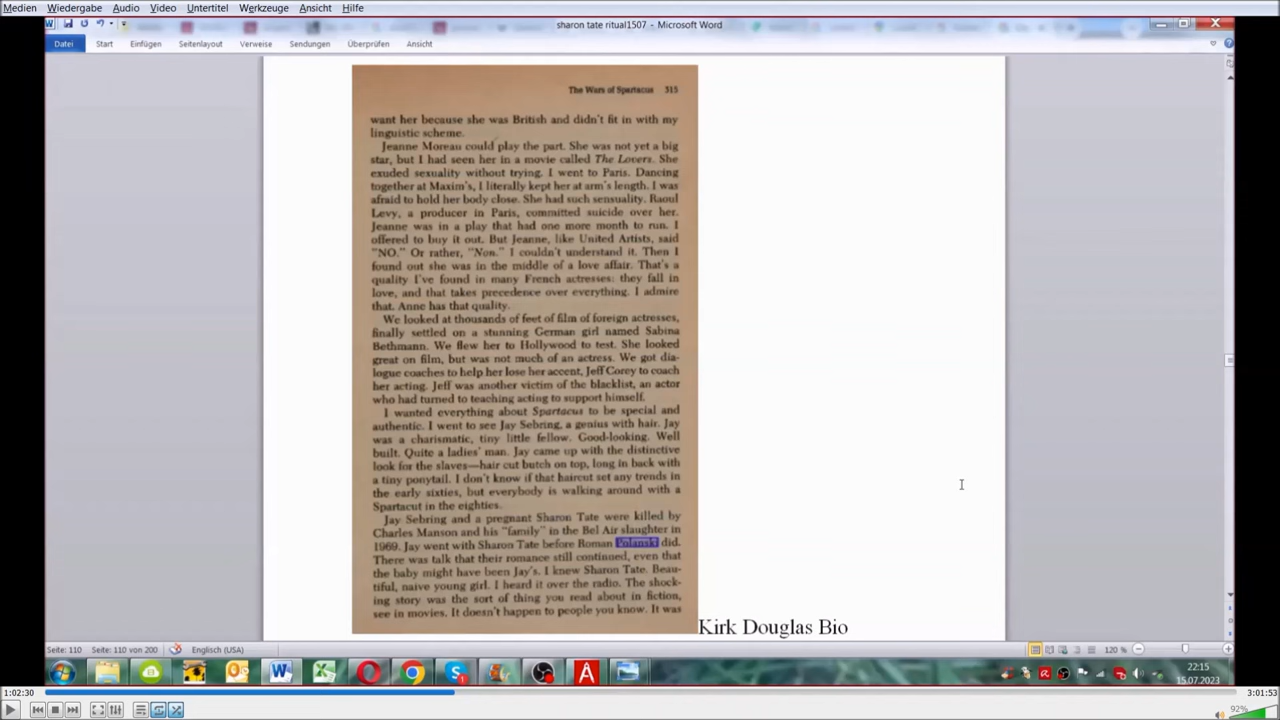 Medien Wiedergabe Audio Video Untertitel Werkzeuge Ansicht Hilfe
sharon tate ritual1507 - Microsoft Word
Datei Start Einfügen Seitenlayout Verweise Sendungen Überprüfen Ansicht
The Wars of Spartacus 315
want her because she was British and didn't fit in with my
linguistic scheme.
Jeanne Moreau could play the part. She was not yet a big
star, but I had seen her in a movie called The Lovers. She
exuded sexuality without trying. I went to Paris. Dancing
together at Maxim's, I literally kept her at arm's length. I was
afraid to hold her body close. She had such sensuality. Raoul
Levy, a producer in Paris, committed suicide over her.
Jeanne was in a play that had one more month to run. I
offered to buy it out. But Jeanne, like United Artists, said
"NO." Or rather, "Non." I couldn't understand it. Then I
found out she was in the middle of a love affair. That's a
quality I've found in many French actresses: they fall in
love, and that takes precedence over everything. I admire
that. Anne has that quality.
We looked at thousands of feet of film of foreign actresses,
finally settled on a stunning German girl named Sabina
Bethmann. We flew her to Hollywood to test. She looked
great on film, but was not much of an actress. We got dia-
logue coaches to help her lose her accent, Jeff Corey to coach
her acting. Jeff was another victim of the blacklist, an actor
who had turned to teaching acting to support himself.
I wanted everything about Spartacus to be special and
authentic. I went to see Jay Sebring, a genius with hair. Jay
was a charismatic, tiny little fellow. Good-looking. Well
built. Quite a ladies' man. Jay came up with the distinctive
look for the slaves—hair cut butch on top, long in back with
a tiny ponytail. I don't know if that haircut set any trends in
the early sixties, but everybody is walking around with a
Spartacut in the eighties.
Jay Sebring and a pregnant Sharon Tate were killed by
Charles Manson and his "family" in the Bel Air slaughter in
1969. Jay went with Sharon Tate before Roman did.
There was talk that their romance still continued, even that
the baby might have been Jay's. I knew Sharon Tate. Beau-
tiful, naive young girl. I heard it over the radio. The shock-
ing story was the sort of thing you read about in fiction,
see in movies. It doesn't happen to people you know. It was
Kirk Douglas Bio
Seite: 110 Seite: 110 von 200 Englisch (USA) 120 %
22:15
15.07.2023
1:02:30 3:01:53
92%